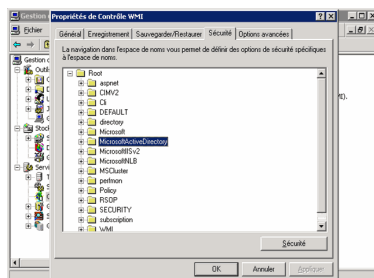 Gestion
Propriétés de Contrôle WMI
Fichier
Général
Enregistrement
Sauvegarder/Restaurer
Sécurité
Options avancées
La navigation dans l'espace de noms vous permet de définir des options de sécurité spécifiques
à l'espace de noms.
Gestion
Root
aspnet
CIMV2
Cli
DEFAULT
directory
Microsoft
MicrosoftActiveDirectory
MicrosoftIISv2
MicrosoftNLB
MSCluster
perfmon
Policy
RSOP
SECURITY
subscription
WMI
Sécurité
OK
Annuler
Appliquer